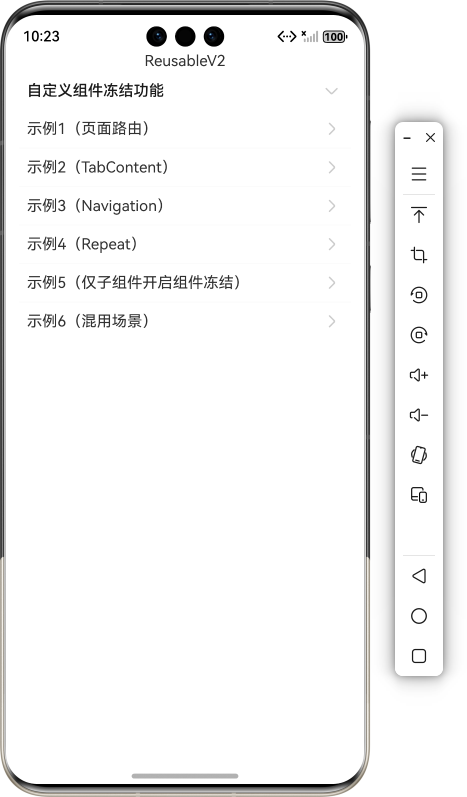 10:23
100
ReusableV2
自定义组件冻结功能
示例1（页面路由）
示例2（TabContent）
示例3（Navigation）
示例4（Repeat）
示例5（仅子组件开启组件冻结）
示例6（混用场景）